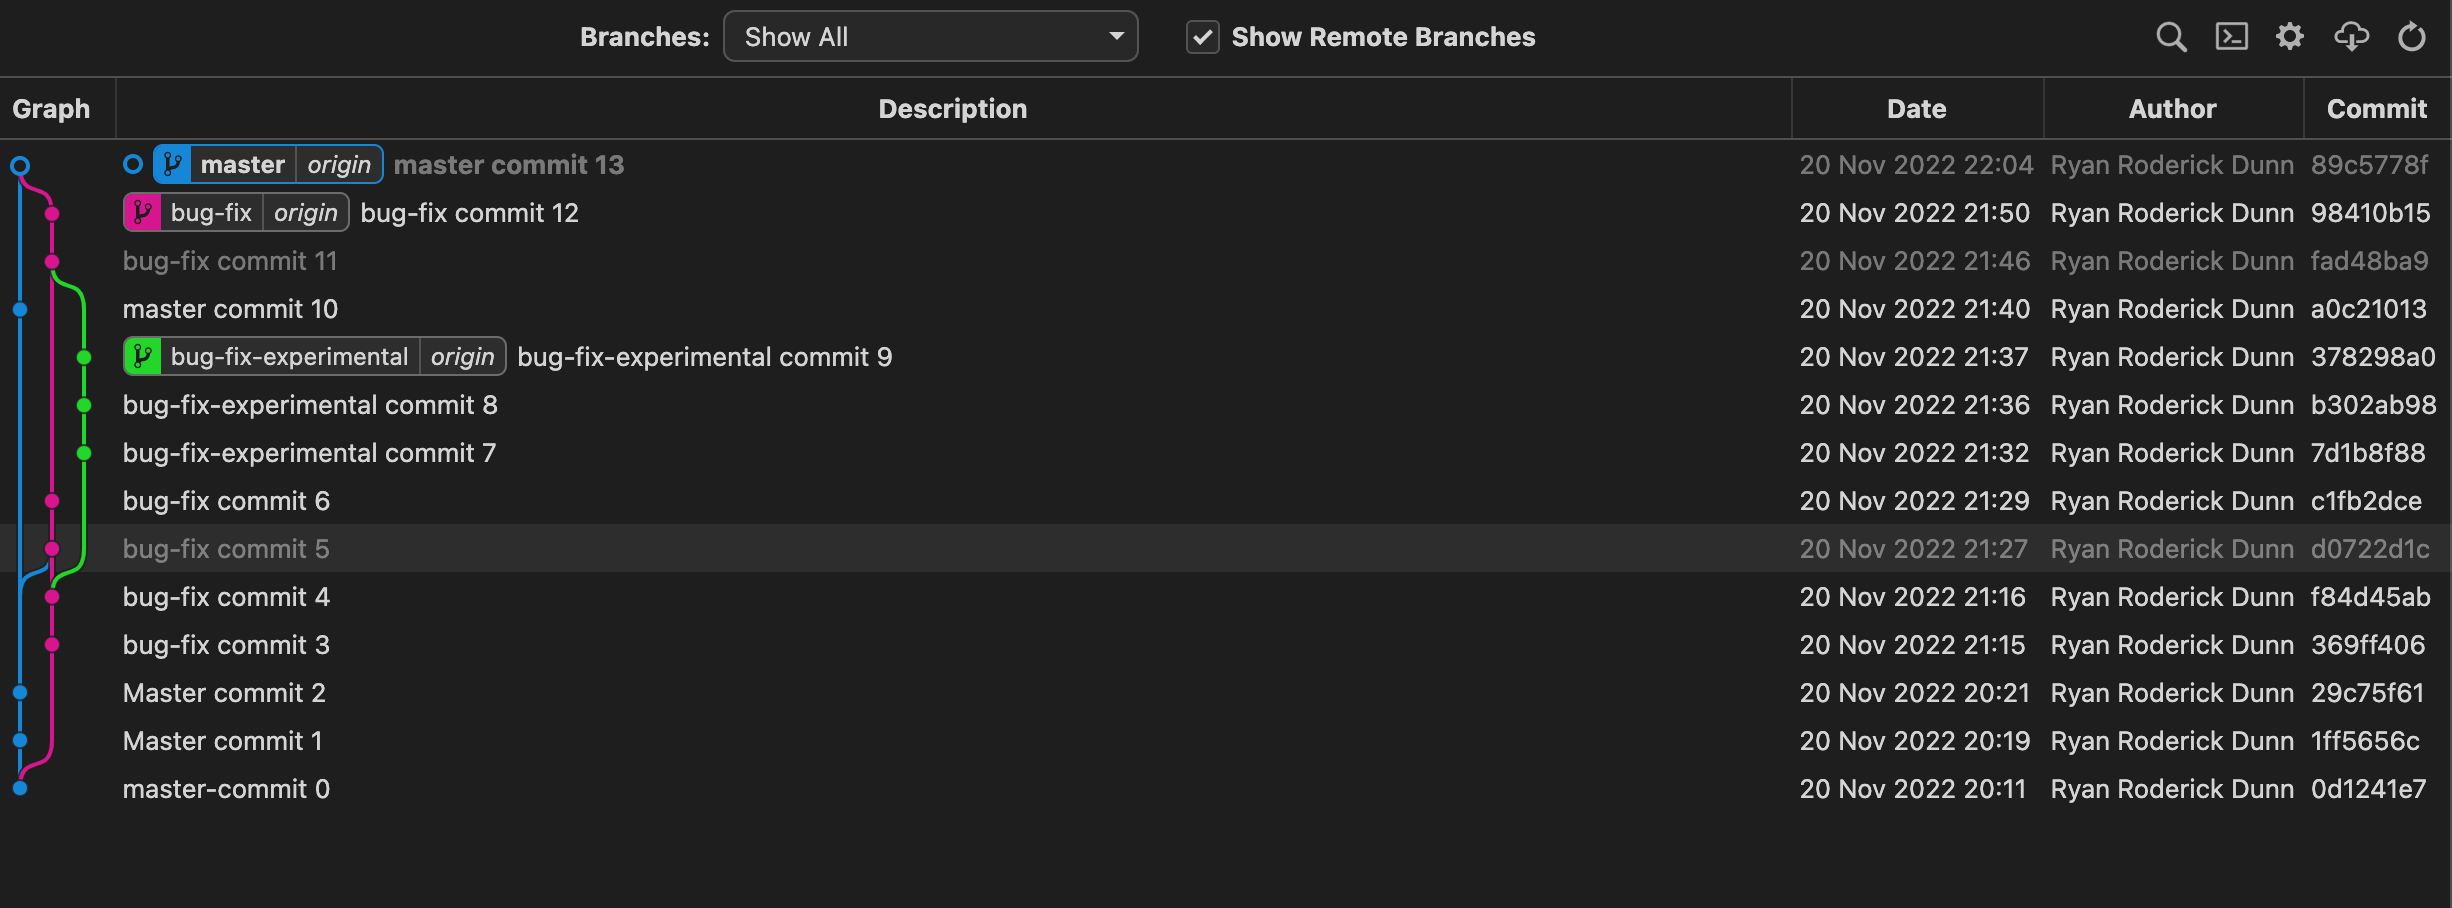 Branches: Show All Show Remote Branches
Graph Description Date Author Commit
master origin master commit 13 20 Nov 2022 22:04 Ryan Roderick Dunn 89c5778f
bug-fix origin bug-fix commit 12 20 Nov 2022 21:50 Ryan Roderick Dunn 98410b15
bug-fix commit 11 20 Nov 2022 21:46 Ryan Roderick Dunn fad48ba9
master commit 10 20 Nov 2022 21:40 Ryan Roderick Dunn a0c21013
bug-fix-experimental origin bug-fix-experimental commit 9 20 Nov 2022 21:37 Ryan Roderick Dunn 378298a0
bug-fix-experimental commit 8 20 Nov 2022 21:36 Ryan Roderick Dunn b302ab98
bug-fix-experimental commit 7 20 Nov 2022 21:32 Ryan Roderick Dunn 7d1b8f88
bug-fix commit 6 20 Nov 2022 21:29 Ryan Roderick Dunn c1fb2dce
bug-fix commit 5 20 Nov 2022 21:27 Ryan Roderick Dunn d0722d1c
bug-fix commit 4 20 Nov 2022 21:16 Ryan Roderick Dunn f84d45ab
bug-fix commit 3 20 Nov 2022 21:15 Ryan Roderick Dunn 369ff406
Master commit 2 20 Nov 2022 20:21 Ryan Roderick Dunn 29c75f61
Master commit 1 20 Nov 2022 20:19 Ryan Roderick Dunn 1ff5656c
master-commit 0 20 Nov 2022 20:11 Ryan Roderick Dunn 0d1241e7